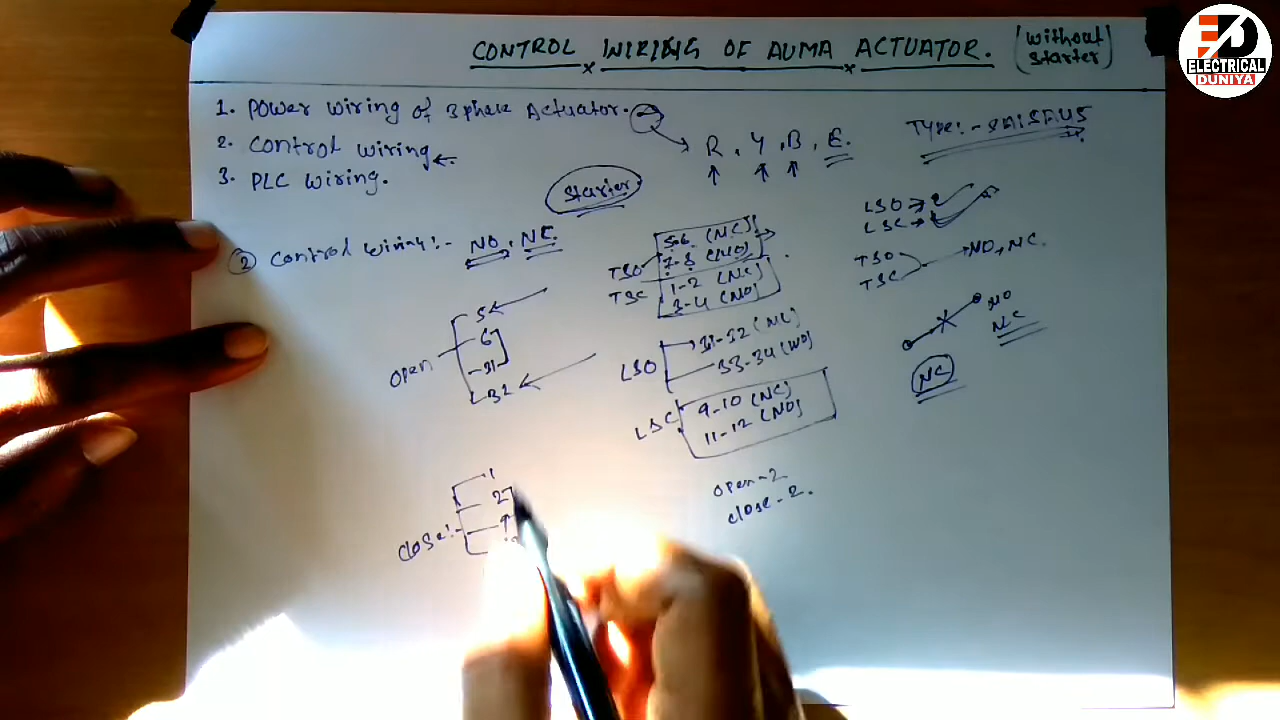 CONTROL WIRING OF AUMA ACTUATOR. (without starter)
ELECTRICAL
DUNIYA
1. Power wiring of 3 phase Actuator.
2. Control wiring
3. PLC wiring.
R, Y, B, E.
Type:-
Starter
② Control wiring:- NO, NC.
TSO 5-6 (NC)
7-8 (NO)
TSC 1-2 (NC)
3-4 (NO)
LSO →
LSC →
TSO
TSC → NO, NC.
open 5
6
31
32
LSO 31-32 (NC)
33-34 (NO)
LSC 9-10 (NC)
11-12 (NO)
NO
NC
NC
open-2
close-2.
close:- 1
2
9